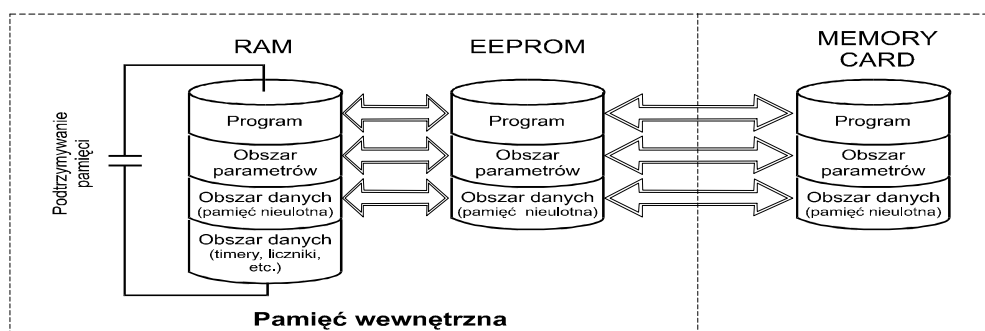 RAM
EEPROM
MEMORY
CARD
Podtrzymywanie
pamięci
Program
Obszar
parametrów
Obszar danych
(pamięć nieulotna)
Obszar danych
(timery, liczniki,
etc.)
Program
Obszar
parametrów
Obszar danych
(pamięć nieulotna)
Program
Obszar
parametrów
Obszar danych
(pamięć nieulotna)
Pamięć wewnętrzna